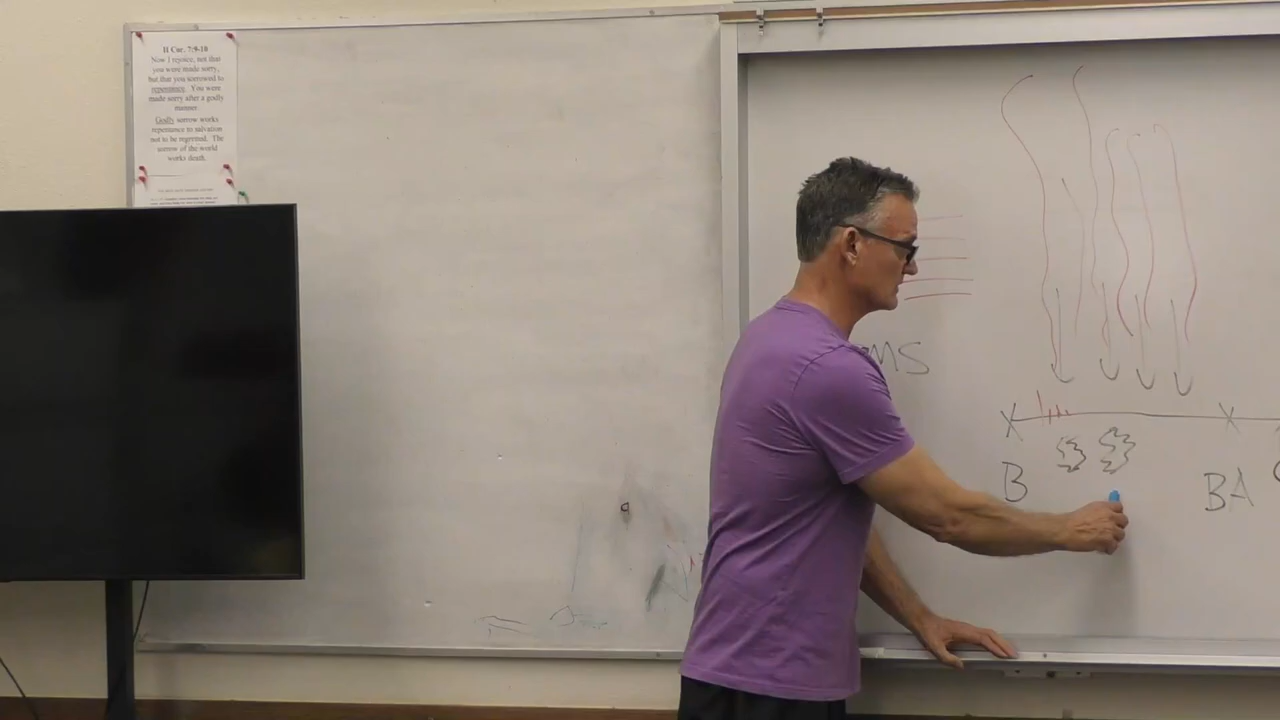 II Cor. 7:9-10
Now I rejoice, not that
you were made sorry,
but that you sorrowed to
repentance. You were
made sorry after a godly
manner.
Godly sorrow works
repentance to salvation
not to be regretted. The
sorrow of the world
works death.
MS
X X
B BA